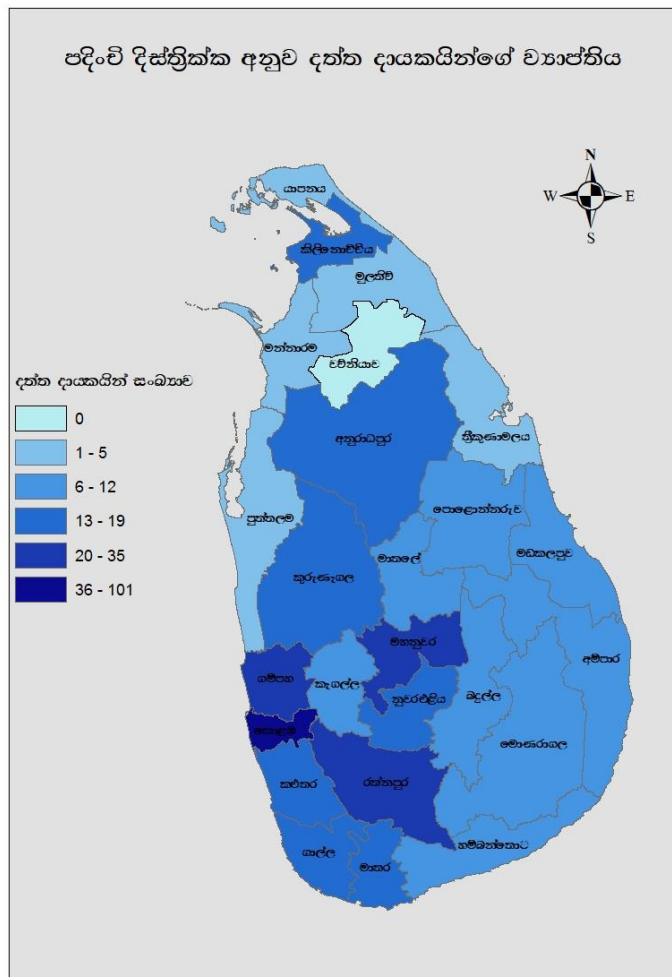 පදිංචි දිස්ත්‍රික්ක අනුව දත්ත දායකයින්ගේ ව්‍යාප්තිය
N
W E
S
යාපනය
කිලිනොච්චිය
මුලතිව්
මන්නාරම
වව්නියාව
දත්ත දායකයින් සංඛ්‍යාව
0
1 - 5
6 - 12
13 - 19
20 - 35
36 - 101
අනුරාධපුර
ත්‍රීකුණාමලය
පුත්තලම
පොළොන්නරුව
මඩකලපුව
මාතලේ
කුරුණෑගල
මහනුවර
අම්පාර
ගම්පහ
කෑගල්ල
නුවරඑළිය
බදුල්ල
කොළඹ
මොණරාගල
කළුතර
රත්නපුර
හම්බන්තොට
ගාල්ල
මාතර